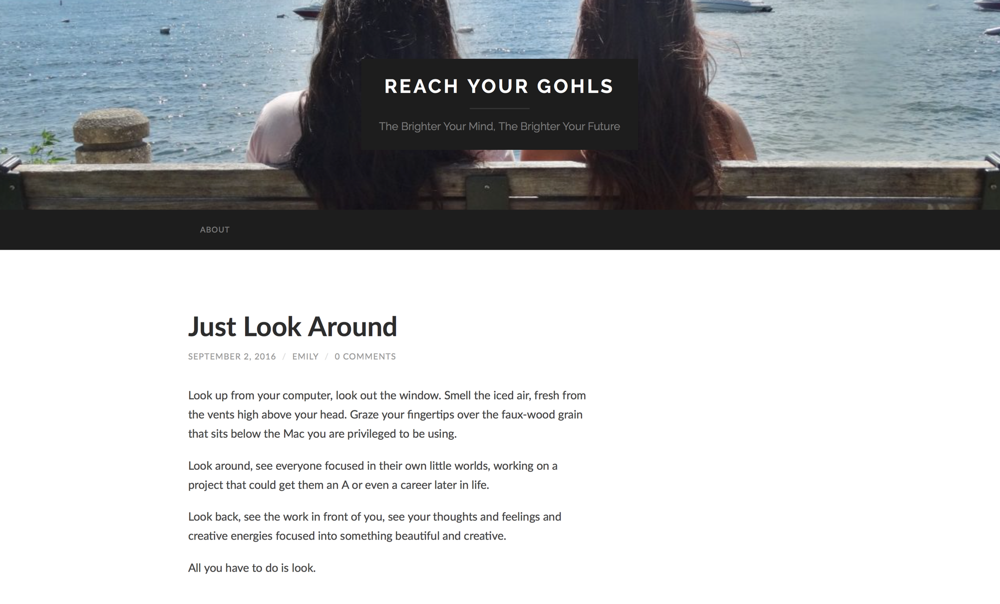 REACH YOUR GOHLS
The Brighter Your Mind, The Brighter Your Future
ABOUT
Just Look Around
SEPTEMBER 2, 2016 / EMILY / 0 COMMENTS
Look up from your computer, look out the window. Smell the iced air, fresh from
the vents high above your head. Graze your fingertips over the faux-wood grain
that sits below the Mac you are privileged to be using.
Look around, see everyone focused in their own little worlds, working on a
project that could get them an A or even a career later in life.
Look back, see the work in front of you, see your thoughts and feelings and
creative energies focused into something beautiful and creative.
All you have to do is look.